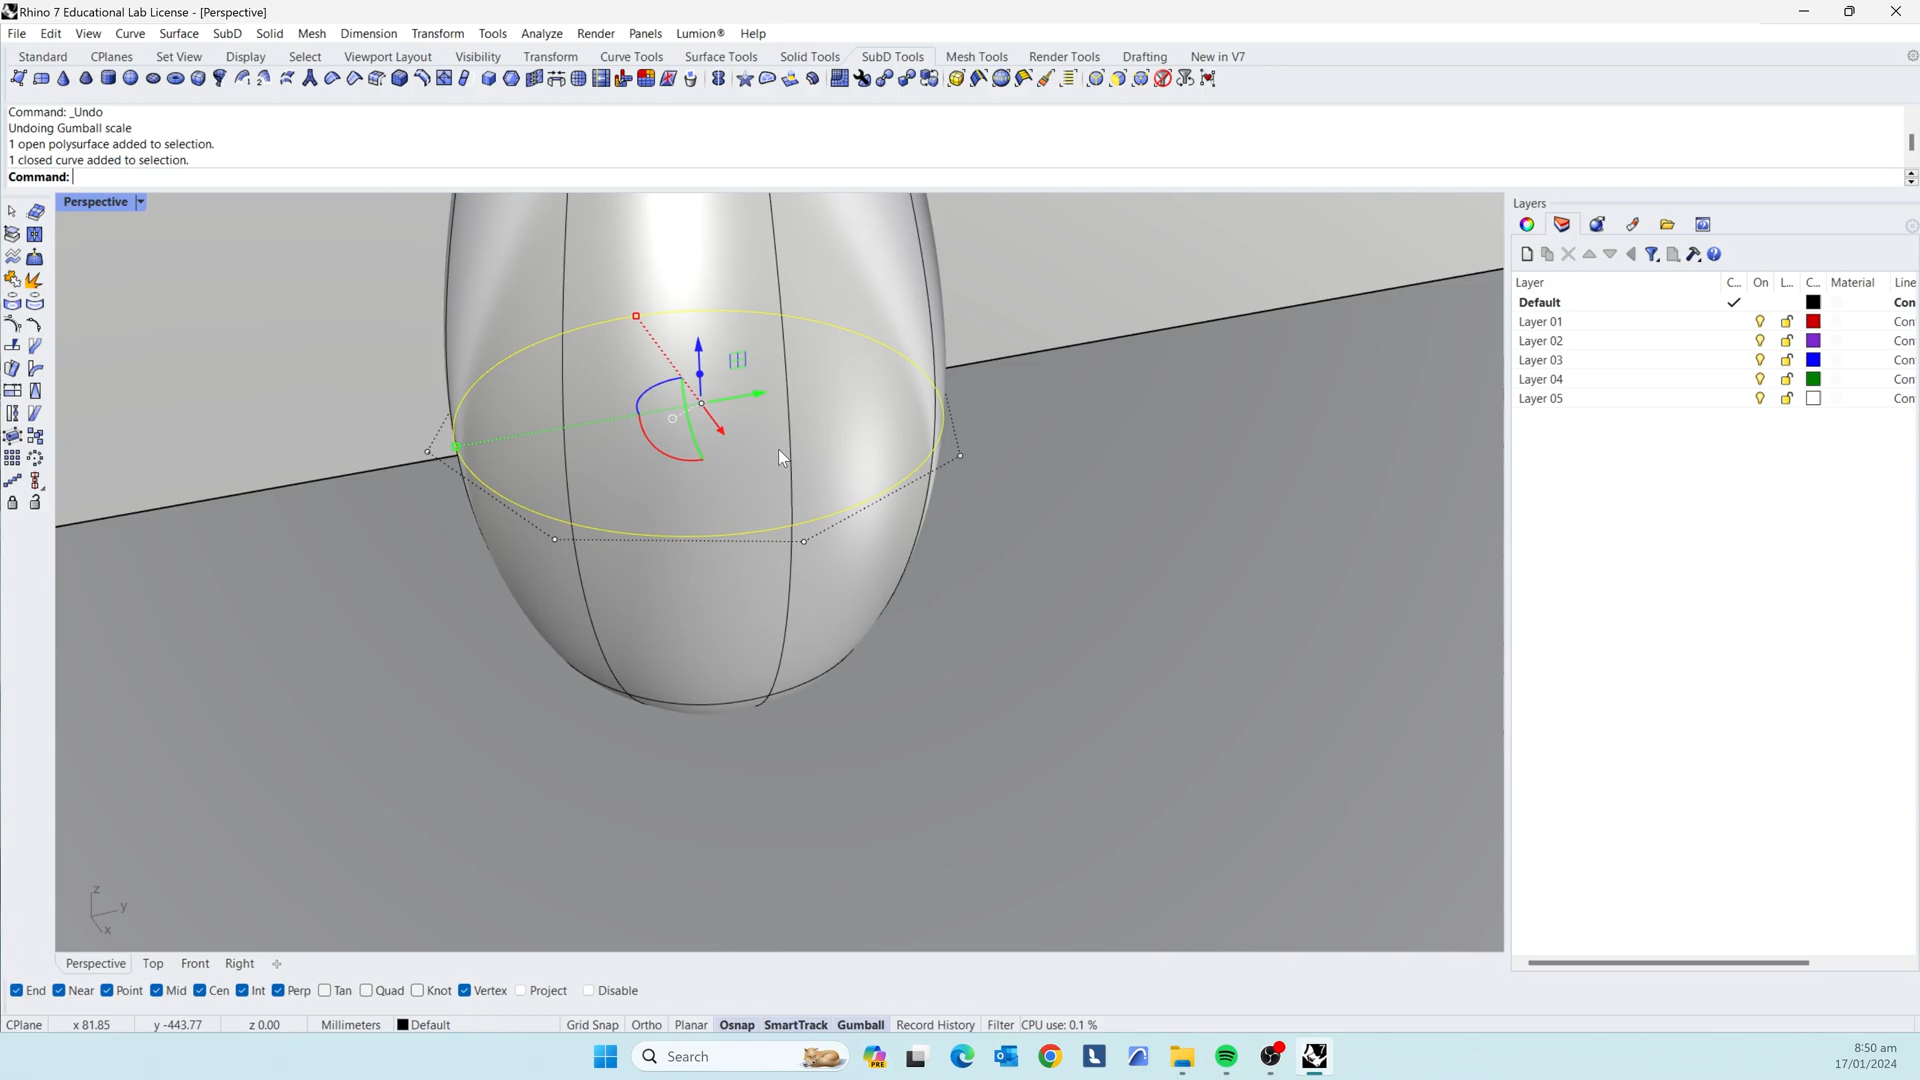 Rhino 7 Educational Lab License - [Perspective]
File Edit View Curve Surface SubD Solid Mesh Dimension Transform Tools Analyze Render Panels Lumion® Help
Standard CPlanes Set View Display Select Viewport Layout Visibility Transform Curve Tools Surface Tools Solid Tools SubD Tools Mesh Tools Render Tools Drafting New in V7
Command: _Undo
Undoing Gumball scale
1 open polysurface added to selection.
1 closed curve added to selection.
Command:
Perspective
Layers
Layer C... On L... C... Material Line
Default Con
Layer 01 Con
Layer 02 Con
Layer 03 Con
Layer 04 Con
Layer 05 Con
z
y
x
Perspective Top Front Right
End Near Point Mid Cen Int Perp Tan Quad Knot Vertex Project Disable
CPlane x 81.85 y -443.77 z 0.00 Millimeters Default Grid Snap Ortho Planar Osnap SmartTrack Gumball Record History Filter CPU use: 0.1 %
Search
PRE
8:50 am
17/01/2024